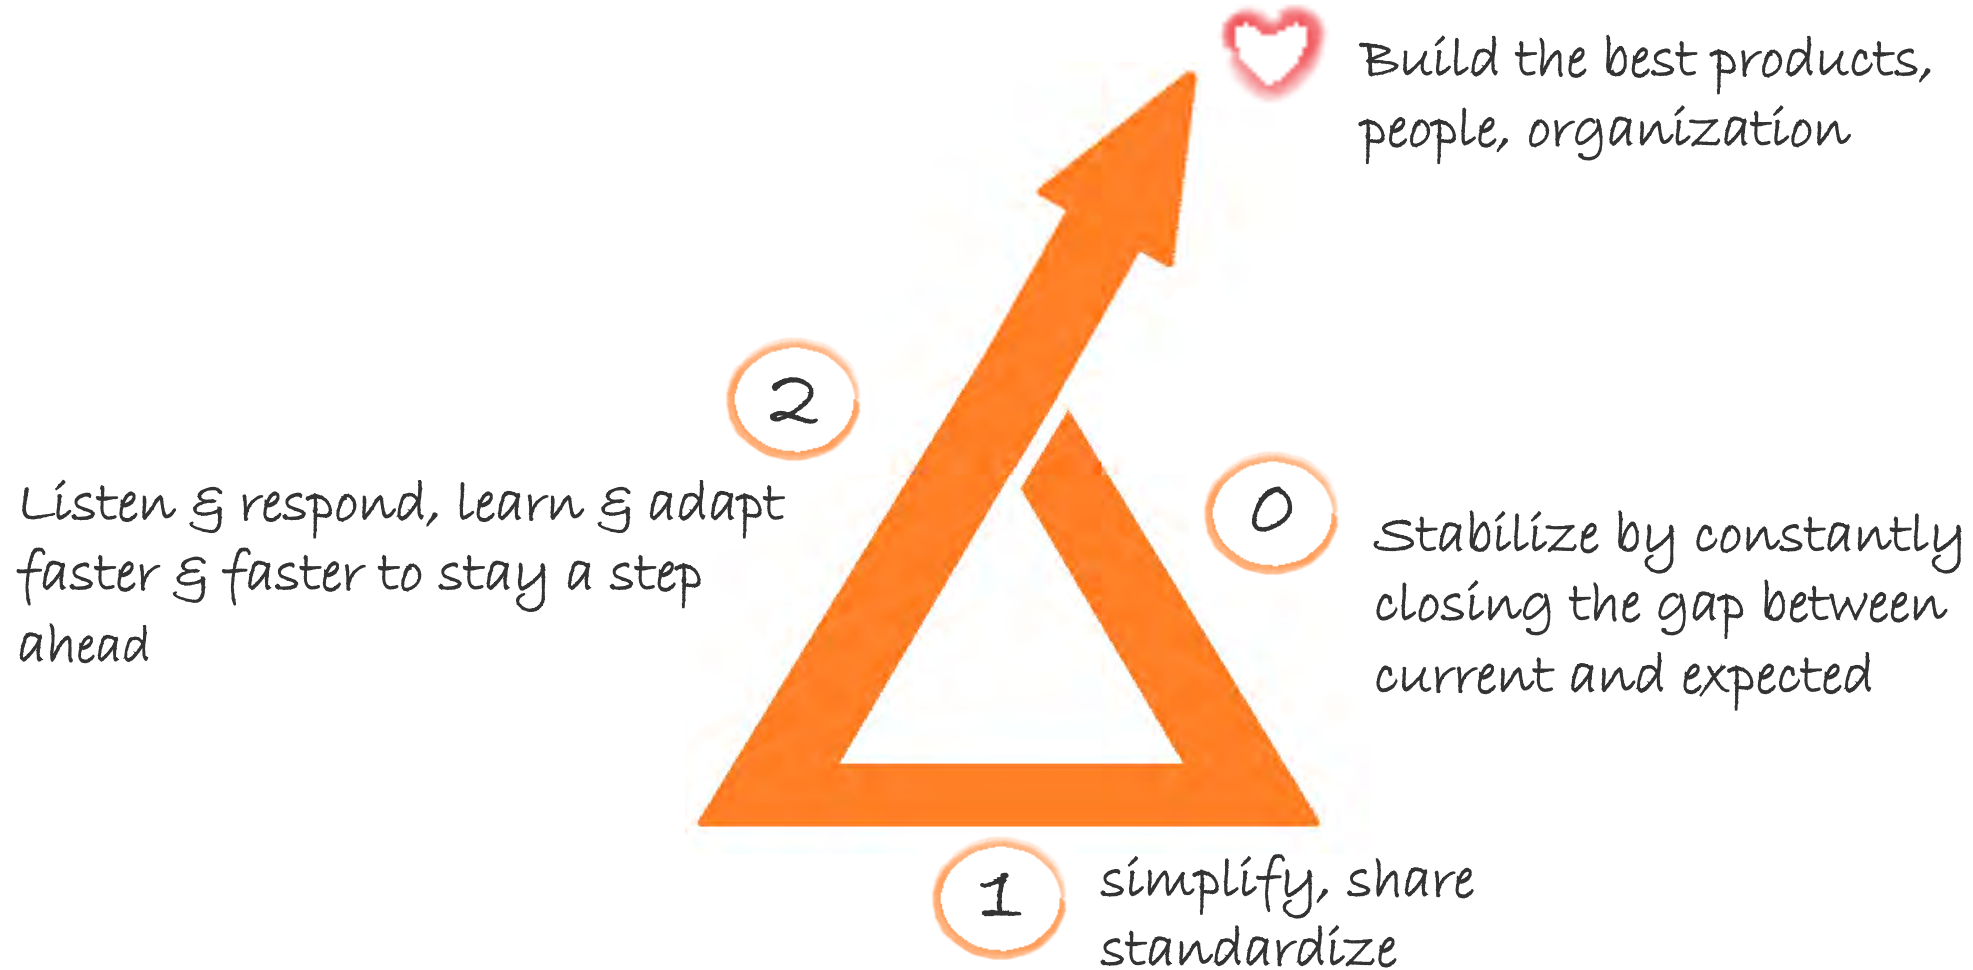 Build the best products,
people, organization
2
Listen & respond, learn & adapt
faster & faster to stay a step
ahead
0
Stabilize by constantly
closing the gap between
current and expected
1
simplify, share
standardize